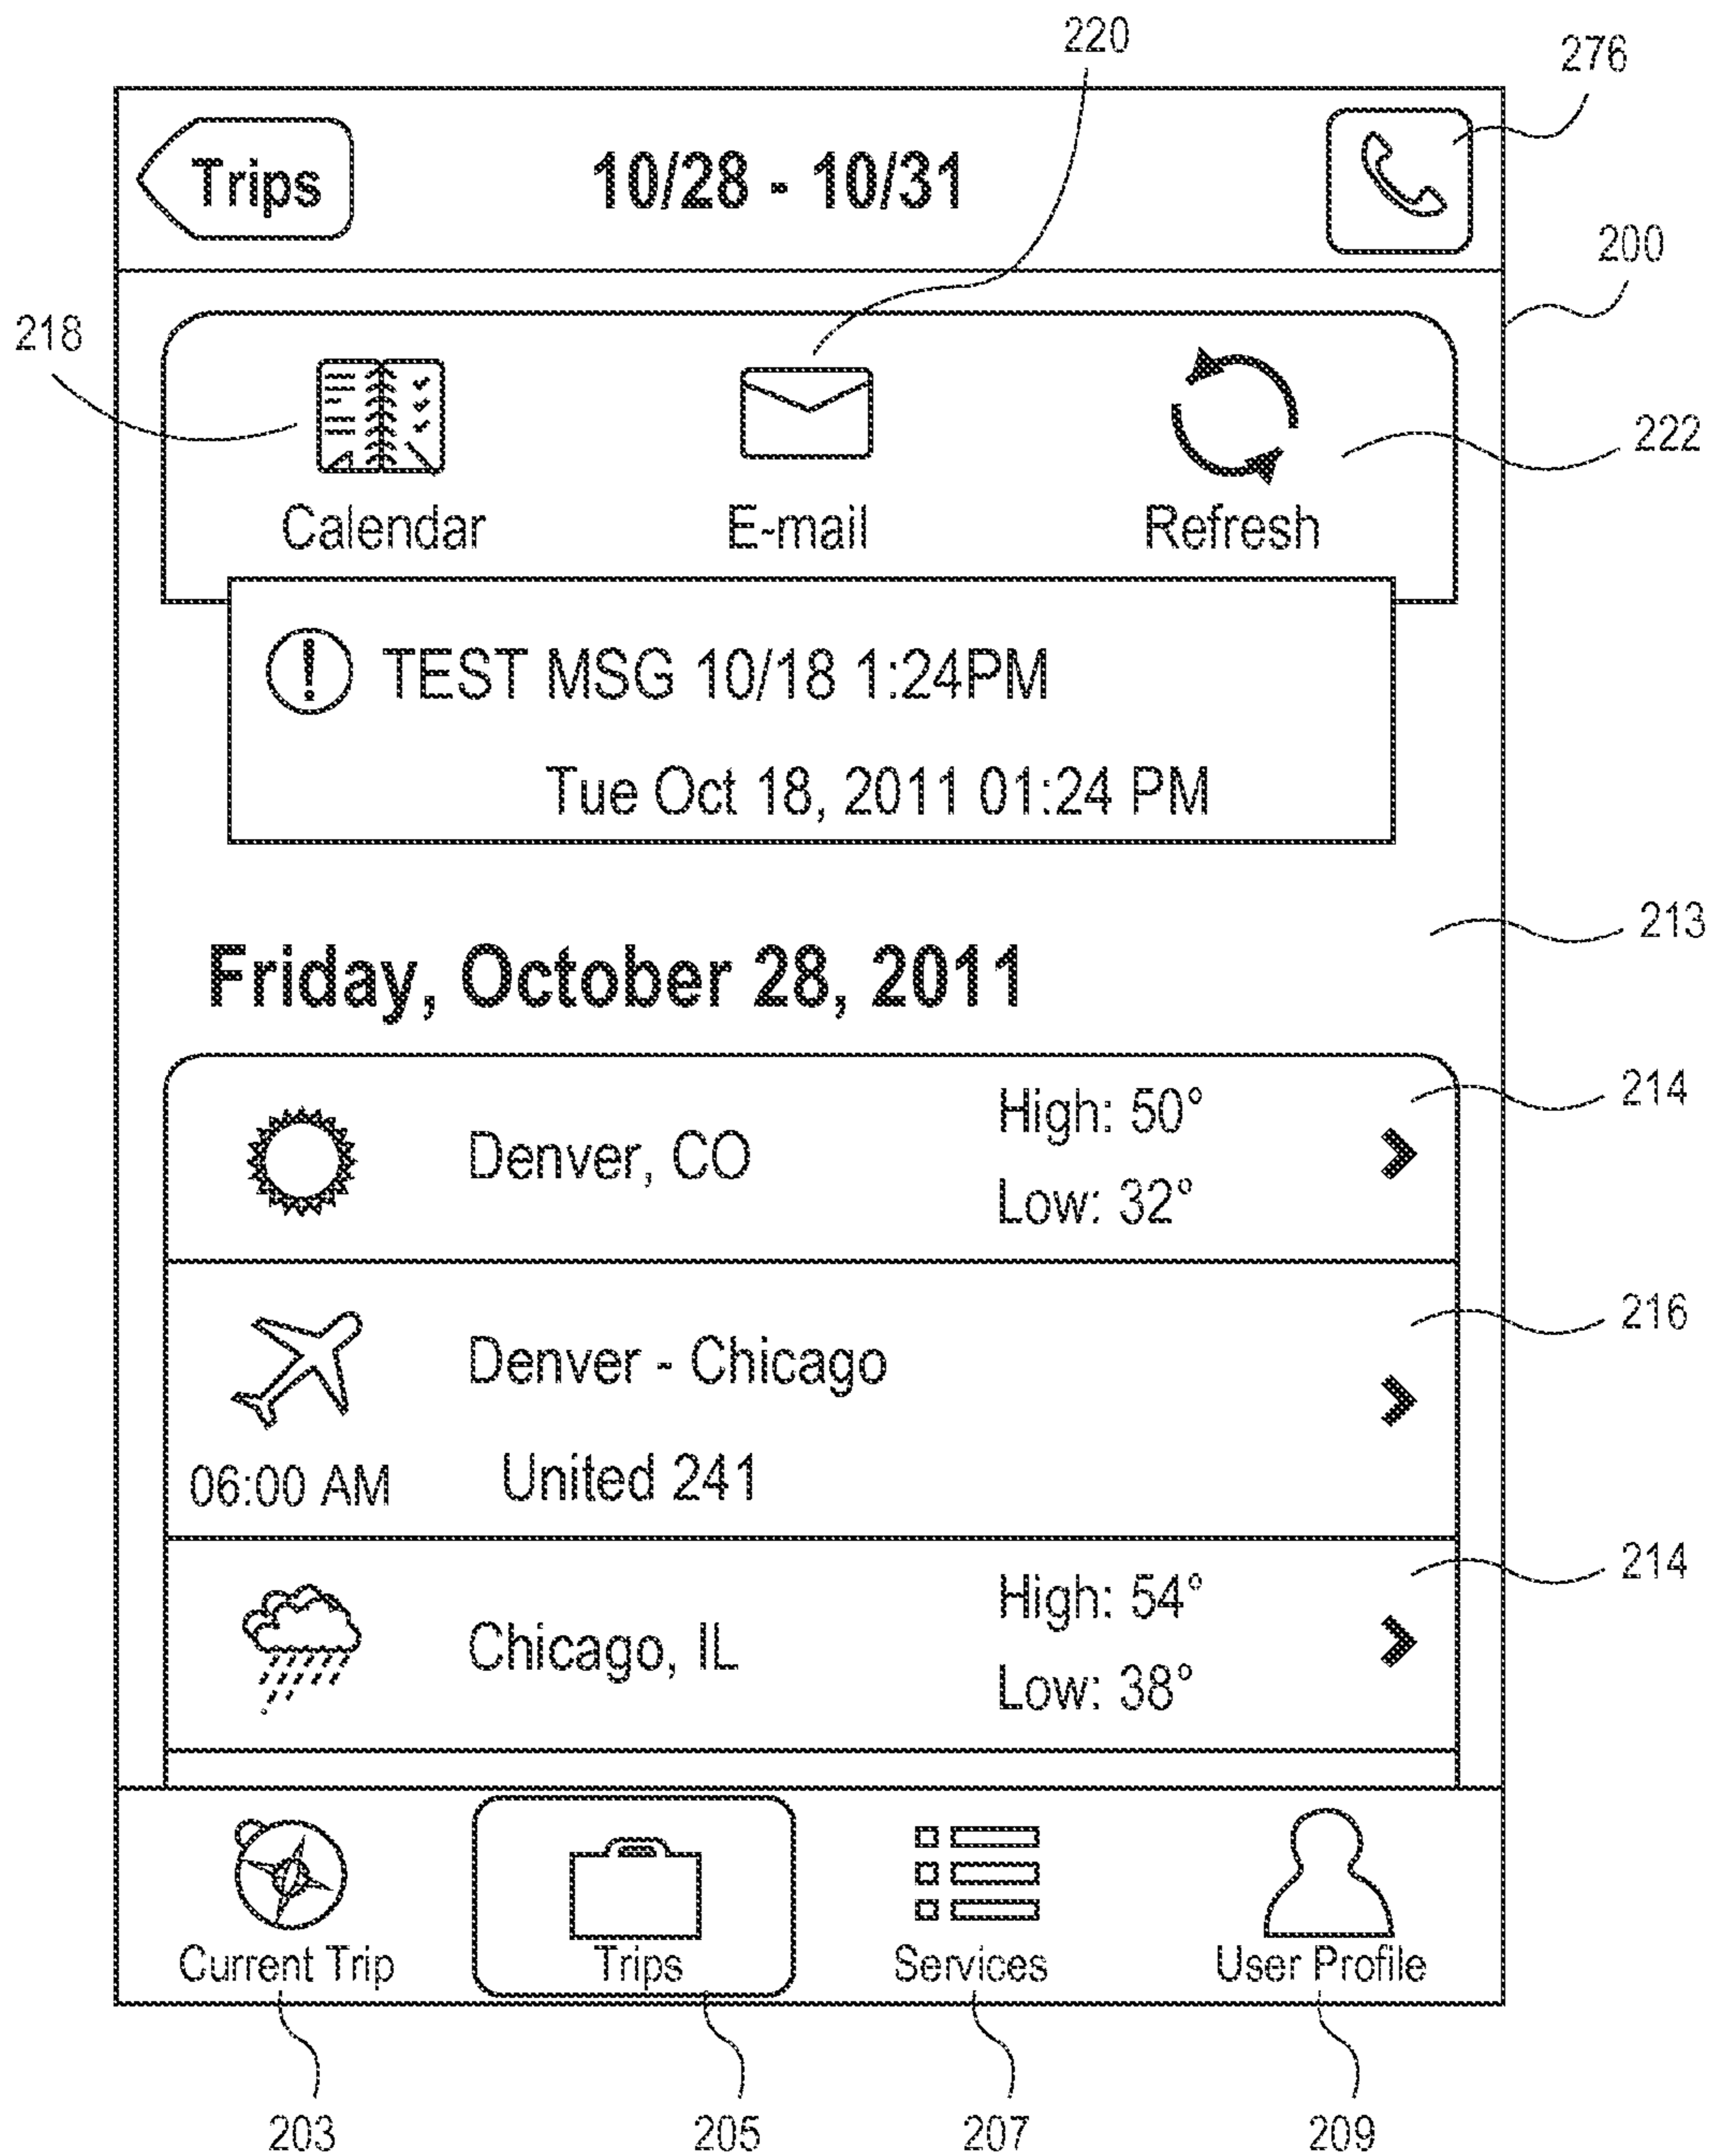 220
276
Trips
10/28 - 10/31
200
218
222
Calendar
E-mail
Refresh
TEST MSG 10/18 1:24PM
Tue Oct 18, 2011 01:24 PM
213
Friday, October 28, 2011
214
High: 50°
Denver, CO
Low: 32°
216
Denver - Chicago
06:00 AM
United 241
214
High: 54°
Chicago, IL
Low: 38°
Current Trip
Trips
Services
User Profile
203
205
207
209